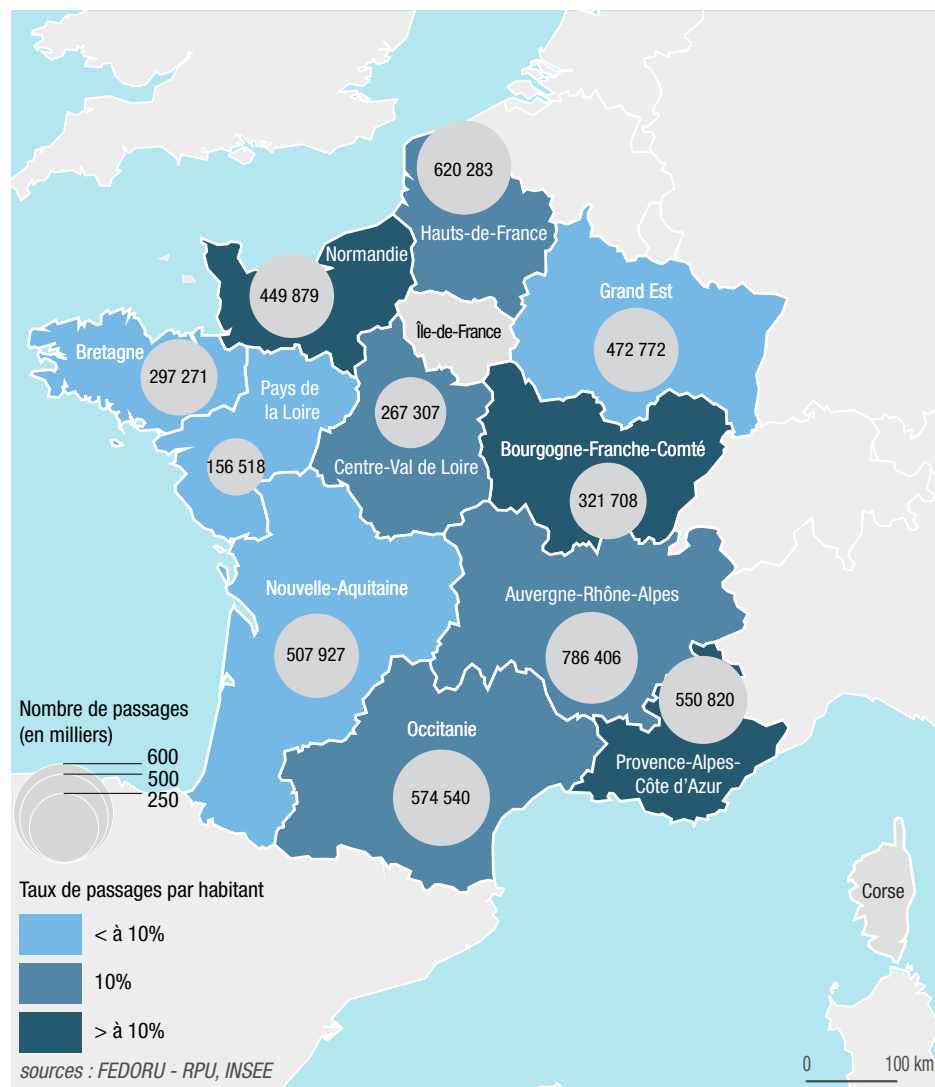 620 283
Hauts-de-France
Normandie
449 879
Grand Est
472 772
Île-de-France
Bretagne
297 271
Pays de
la Loire
156 518
267 307
Centre-Val de Loire
Bourgogne-Franche-Comté
321 708
Nouvelle-Aquitaine
507 927
Auvergne-Rhône-Alpes
786 406
550 820
Provence-Alpes-
Côte d'Azur
Occitanie
574 540
Corse
Nombre de passages
(en milliers)
600
500
250
Taux de passages par habitant
< à 10%
10%
> à 10%
sources : FEDORU - RPU, INSEE
0 100 km